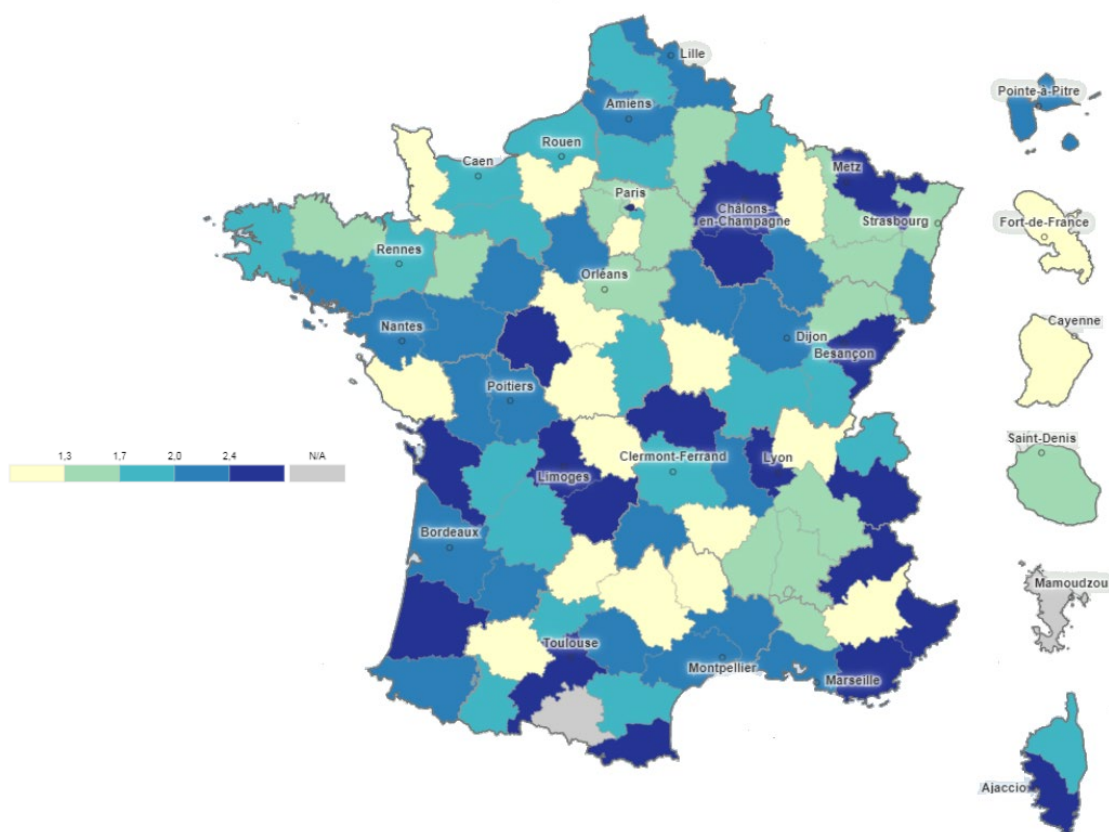 Lille
Pointe-à-Pitre
Amiens
Rouen
Caen
Metz
Paris
Châlons-
en-Champagne
Strasbourg
Fort-de-France
Rennes
Orléans
Nantes
Dijon
Cayenne
Besançon
Poitiers
Saint-Denis
1,3 1,7 2,0 2,4 N/A
Clermont-Ferrand
Lyon
Limoges
Bordeaux
Mamoudzou
Toulouse
Montpellier
Marseille
Ajaccio